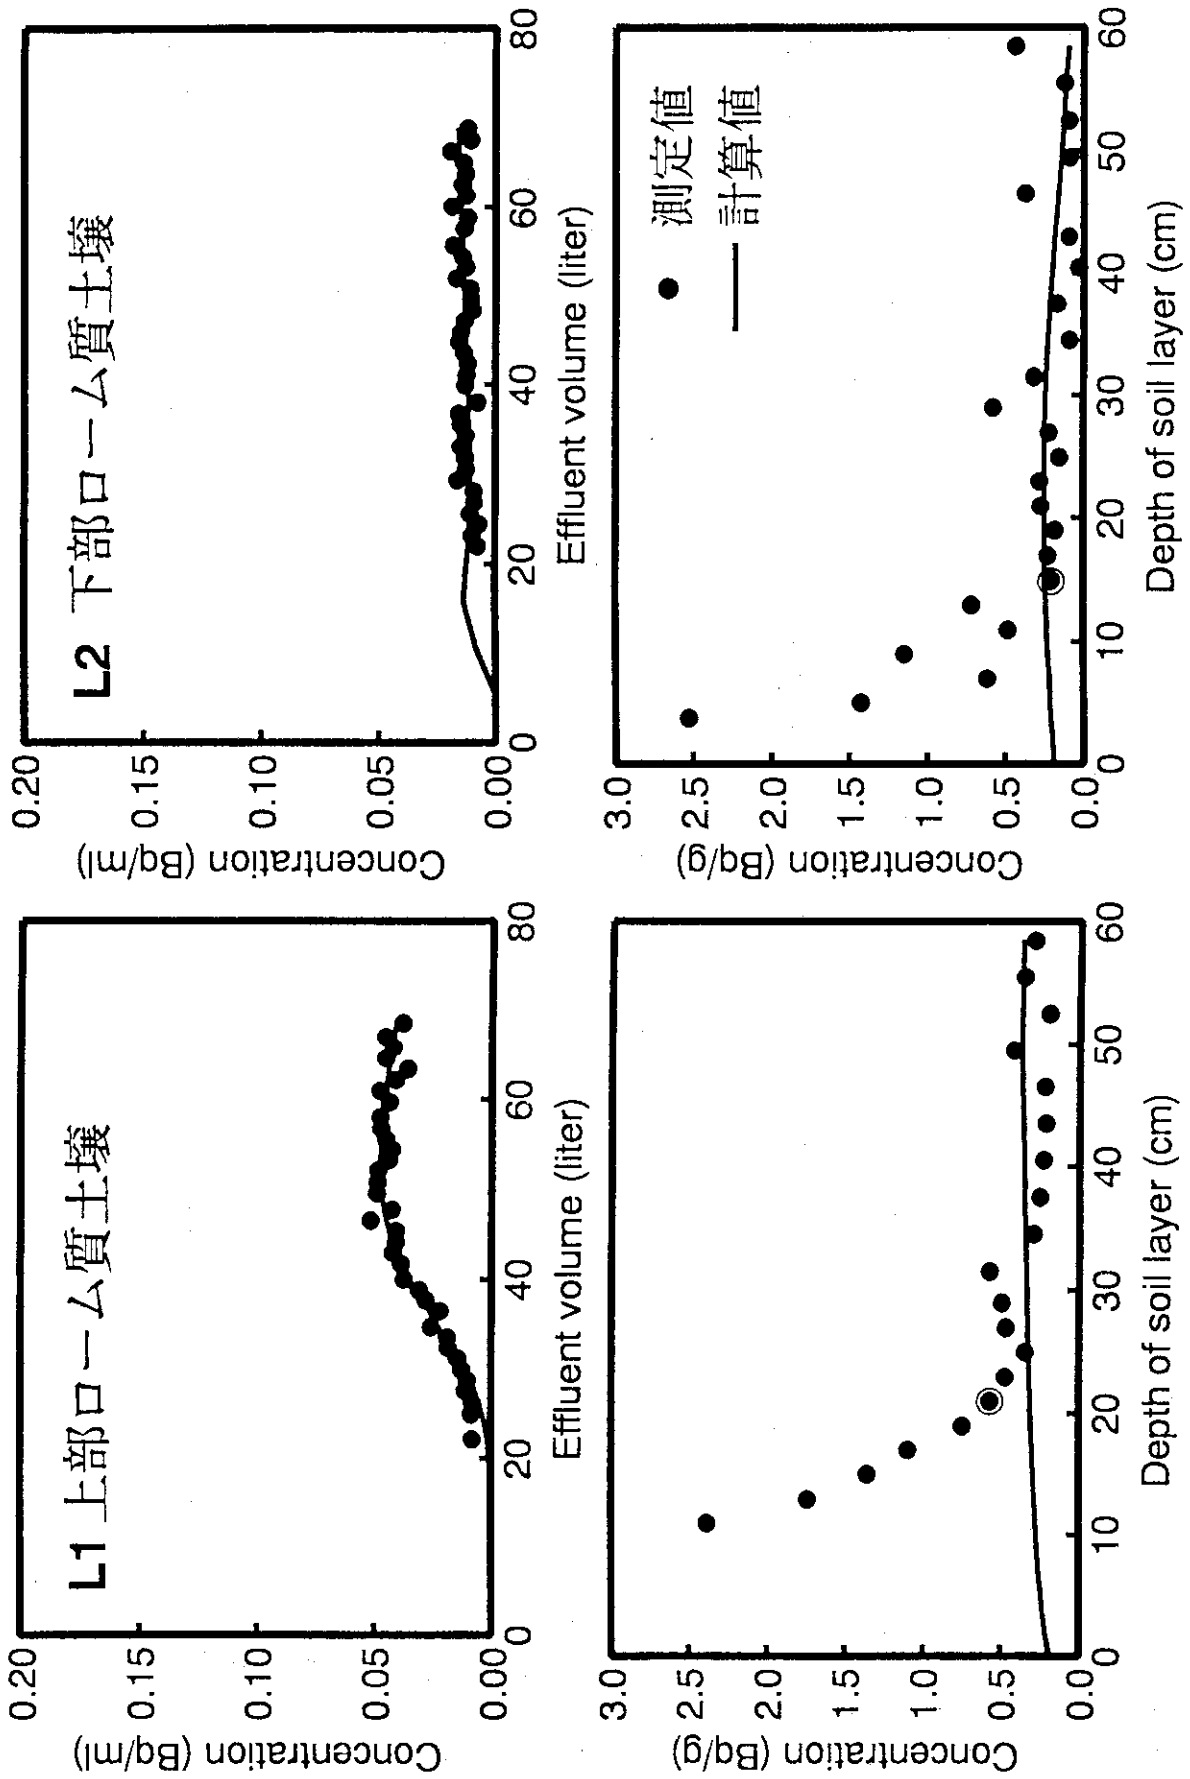 L1 上部ローム質土壌
Concentration (Bq/ml)
0.20
0.15
0.10
0.05
0.00
0 20 40 60 80
Effluent volume (liter)
L2 下部ローム質土壌
Concentration (Bq/ml)
0.20
0.15
0.10
0.05
0.00
0 20 40 60 80
Effluent volume (liter)
Concentration (Bq/g)
3.0
2.5
2.0
1.5
1.0
0.5
0.0
0 10 20 30 40 50 60
Depth of soil layer (cm)
Concentration (Bq/g)
3.0
2.5
2.0
1.5
1.0
0.5
0.0
測定値
計算値
0 10 20 30 40 50 60
Depth of soil layer (cm)